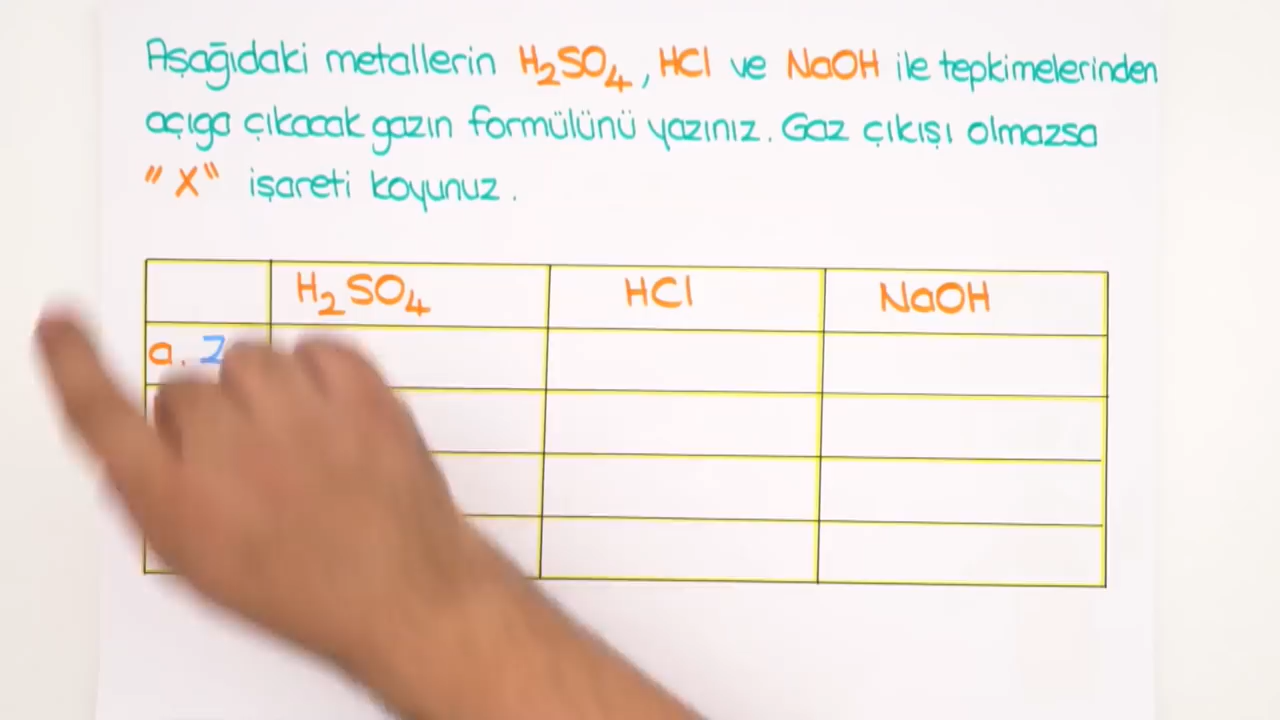 Aşağıdaki metallerin H₂SO₄, HCl ve NaOH ile tepkimelerinden
açığa çıkacak gazın formülünü yazınız. Gaz çıkışı olmazsa
"X" işareti koyunuz.
H₂SO₄ HCl NaOH
a.